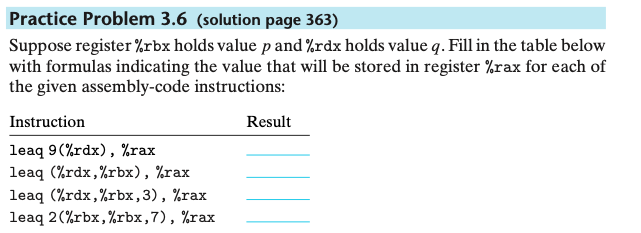 Practice Problem 3.6 (solution page 363)
Suppose register %rbx holds value p and %rdx holds value q. Fill in the table below
with formulas indicating the value that will be stored in register %rax for each of
the given assembly-code instructions:
Instruction Result
leaq 9(%rdx), %rax
leaq (%rdx,%rbx), %rax
leaq (%rdx,%rbx,3), %rax
leaq 2(%rbx,%rbx,7), %rax